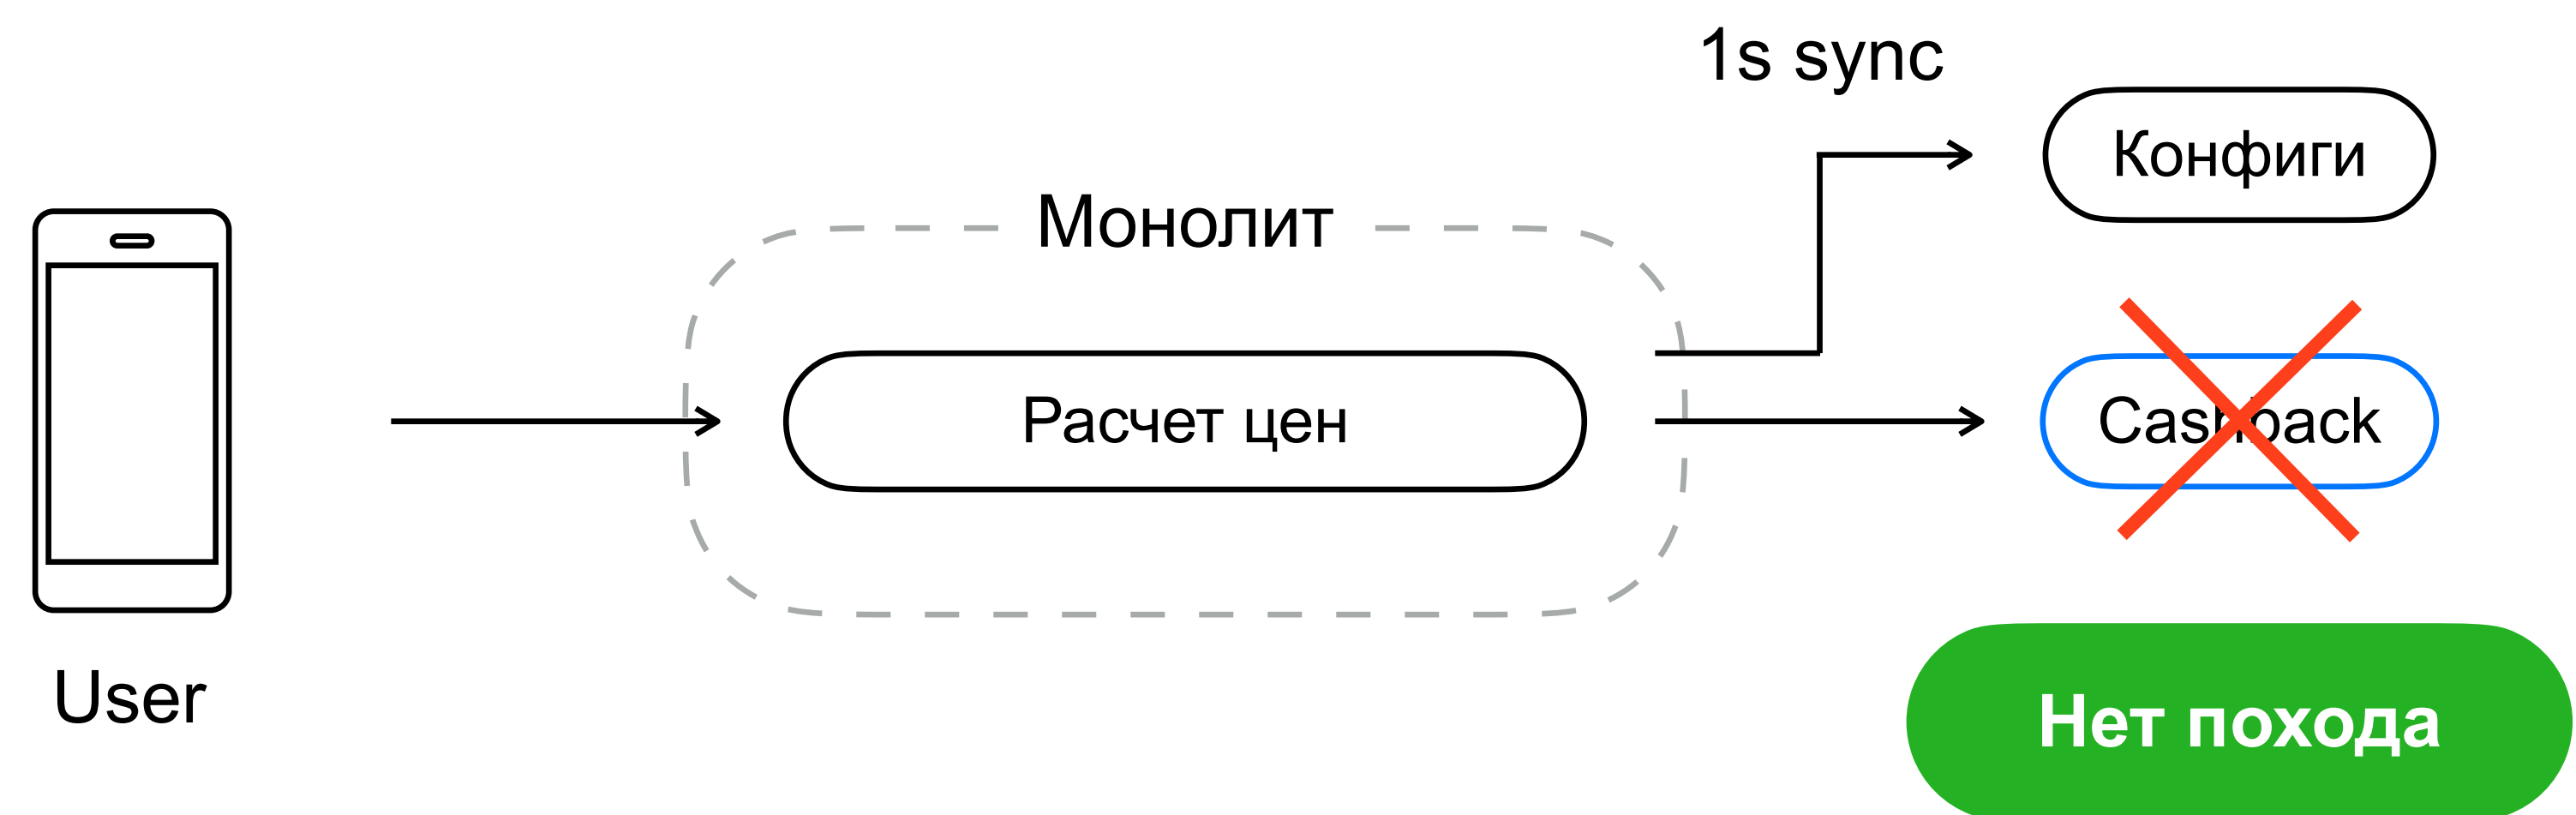 1s sync
Конфиги
Монолит
Расчет цен
Cashback
User
Нет похода